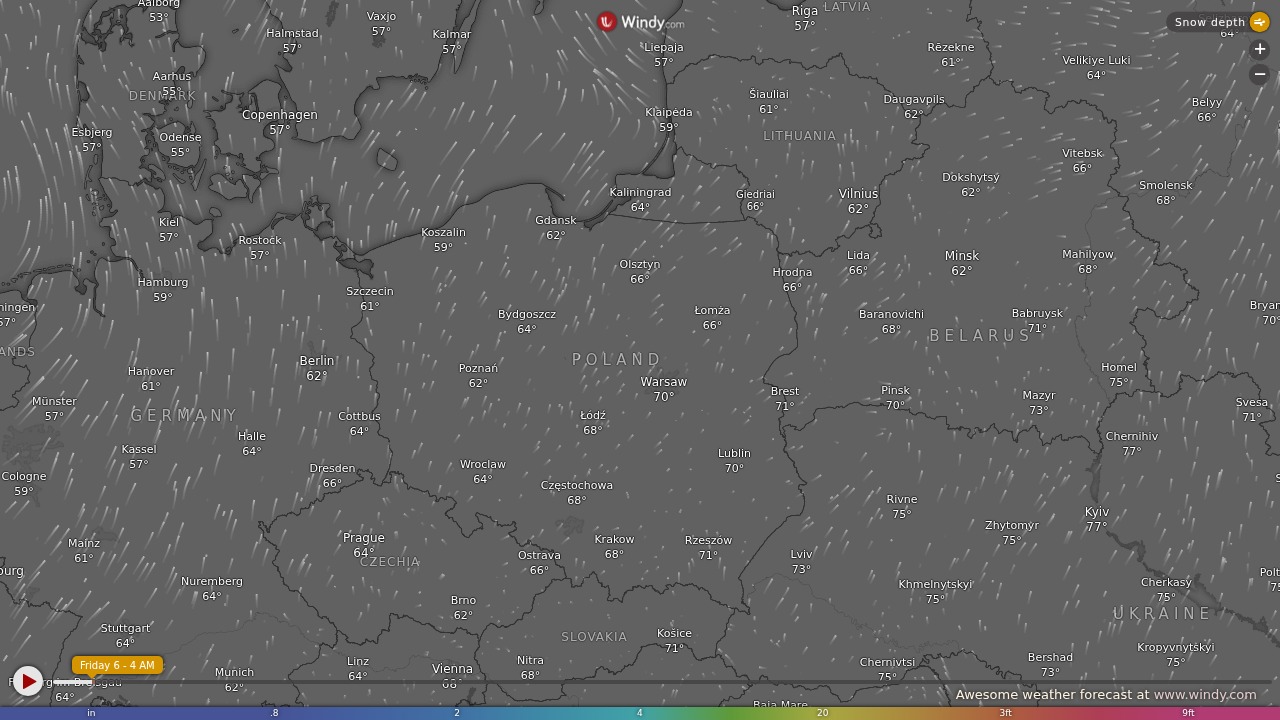 Aalborg
53°
Vaxjo
57°
Halmstad
57°
Kalmar
57°
Windy.com
Riga
57°
LATVIA
Snow depth
64°
Liepaja
57°
Rēzekne
61°
Velikiye Luki
64°
+
−
Aarhus
55°
DENMARK
Copenhagen
57°
Klaipėda
59°
Šiauliai
61°
LITHUANIA
Daugavpils
62°
Belyy
66°
Esbjerg
57°
Odense
55°
Vitebsk
66°
Kaliningrad
64°
Giedriai
66°
Vilnius
62°
Dokshytsy
62°
Smolensk
68°
Kiel
57°
Rostock
57°
Koszalin
59°
Gdansk
62°
Olsztyn
66°
Hrodna
66°
Lida
66°
Minsk
62°
Mahilyow
68°
Hamburg
59°
Szczecin
61°
Bydgoszcz
64°
Łomża
66°
Baranovichi
68°
Babruysk
71°
BELARUS
Berlin
62°
Hanover
61°
Poznań
62°
POLAND
Warsaw
70°
Brest
71°
Pinsk
70°
Homel
75°
Mazyr
73°
Svesa
71°
Münster
57°
GERMANY
Cottbus
64°
Łódź
68°
Halle
64°
Kassel
57°
Chernihiv
77°
Lublin
70°
Cologne
59°
Dresden
66°
Wroclaw
64°
Częstochowa
68°
Rivne
75°
Zhytomyr
75°
Kyiv
77°
Mainz
61°
Prague
64°
CZECHIA
Ostrava
66°
Krakow
68°
Rzeszów
71°
Lviv
73°
Nuremberg
64°
Khmelnytskyi
75°
Cherkasy
75°
UKRAINE
Brno
62°
Stuttgart
64°
SLOVAKIA
Košice
71°
Kropyvnytskyi
75°
Friday 6 - 4 AM
64°
Munich
62°
Linz
64°
Vienna
68°
Nitra
68°
Chernivtsi
75°
Bershad
73°
Awesome weather forecast at www.windy.com
Baia Mare
in .8 2 4 20 3ft 9ft